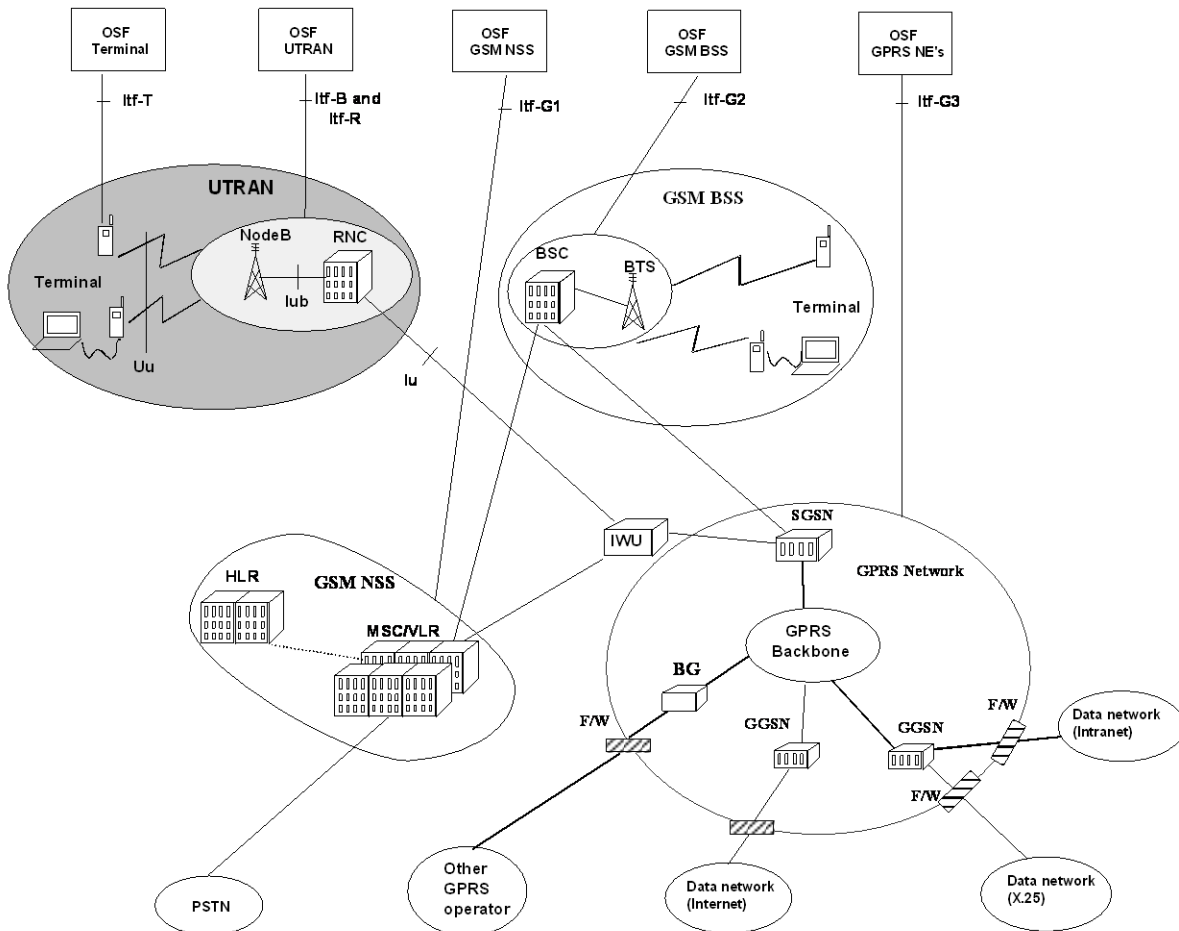 OSF
Terminal
OSF
UTRAN
OSF
GSM NSS
OSF
GSM BSS
OSF
GPRS NE's
Itf-T
Itf-B and
Itf-R
Itf-G1
Itf-G2
Itf-G3
UTRAN
GSM BSS
NodeB
RNC
BSC
BTS
Terminal
Iub
Terminal
Uu
Iu
SGSN
IWU
GPRS Network
HLR
GSM NSS
MSC/VLR
GPRS
Backbone
BG
F/W
GGSN
GGSN
F/W
Data network
(Intranet)
F/W
Other
GPRS
operator
PSTN
Data network
(Internet)
Data network
(X.25)